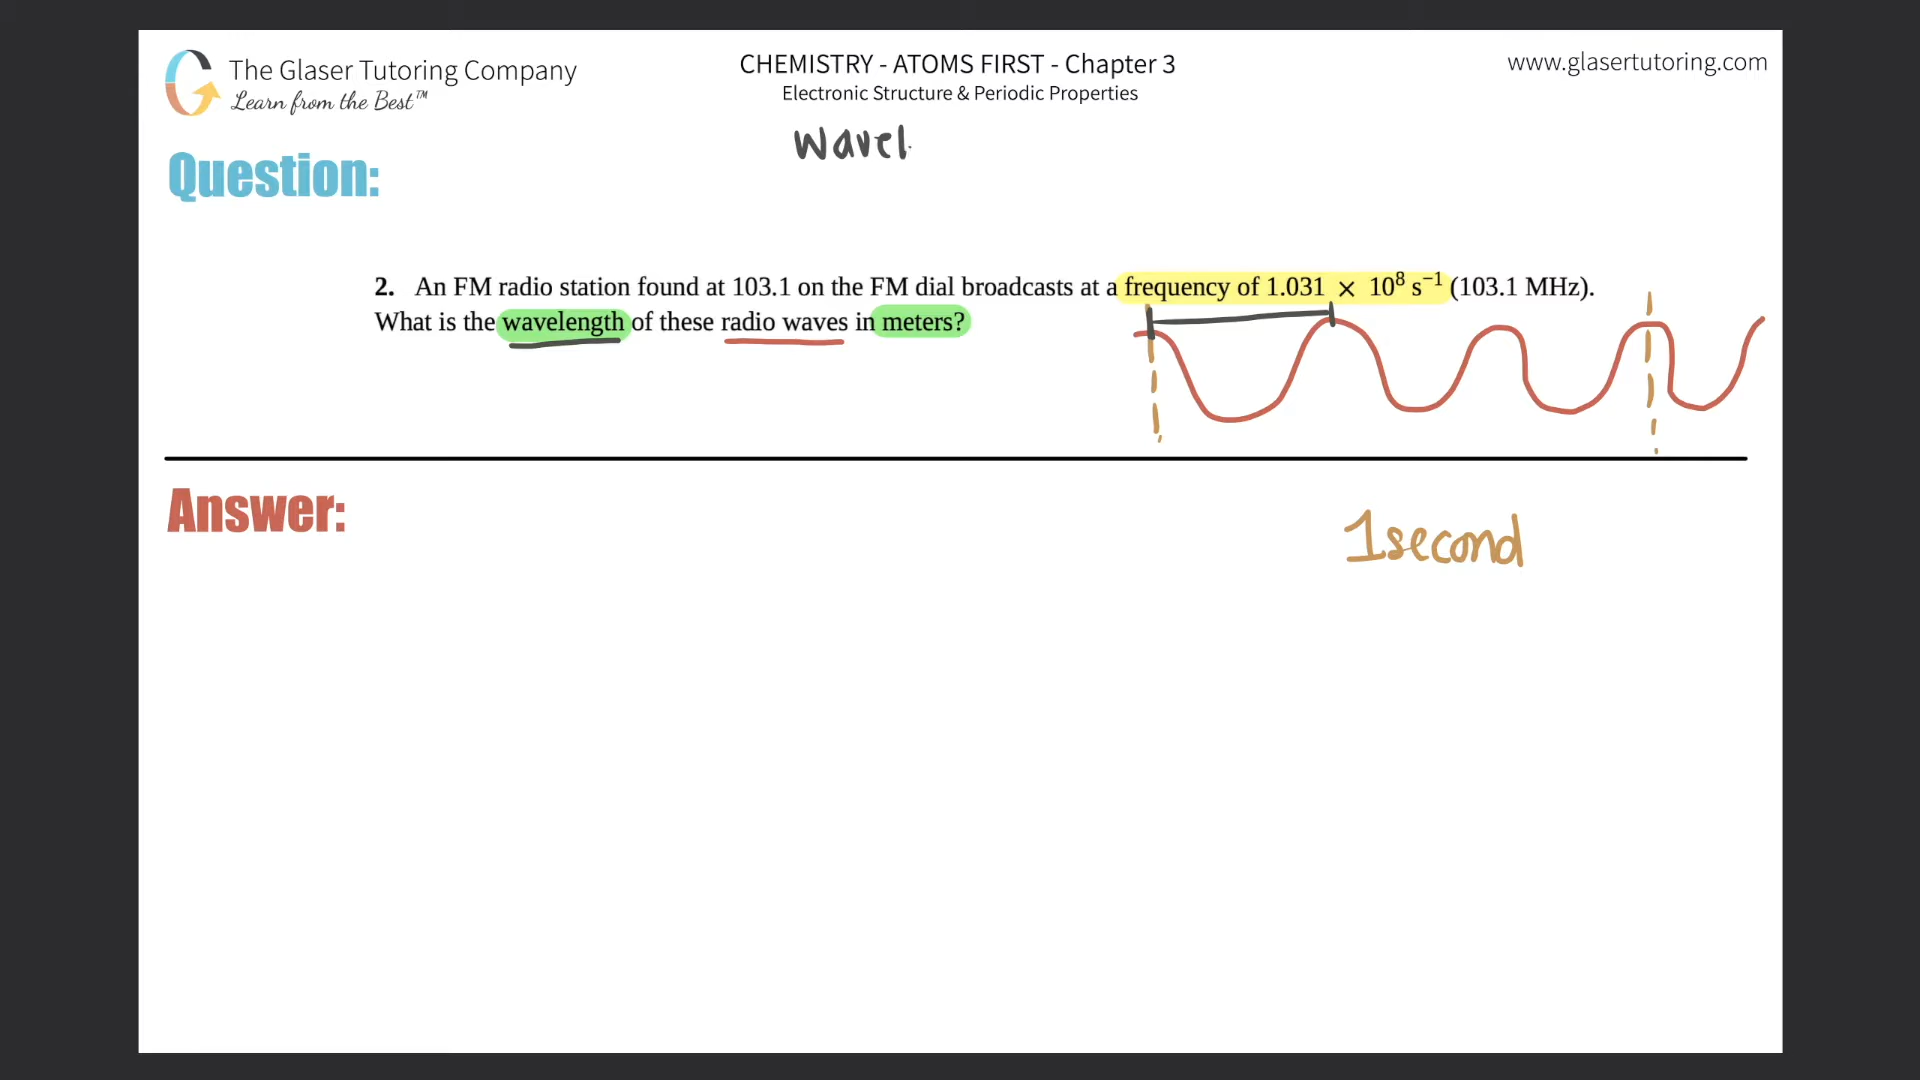 The Glaser Tutoring Company
Learn from the Best™
CHEMISTRY - ATOMS FIRST - Chapter 3
Electronic Structure & Periodic Properties
www.glasertutoring.com
wavel
Question:
2. An FM radio station found at 103.1 on the FM dial broadcasts at a frequency of 1.031 × 10⁸ s⁻¹ (103.1 MHz).
What is the wavelength of these radio waves in meters?
Answer:
1 second